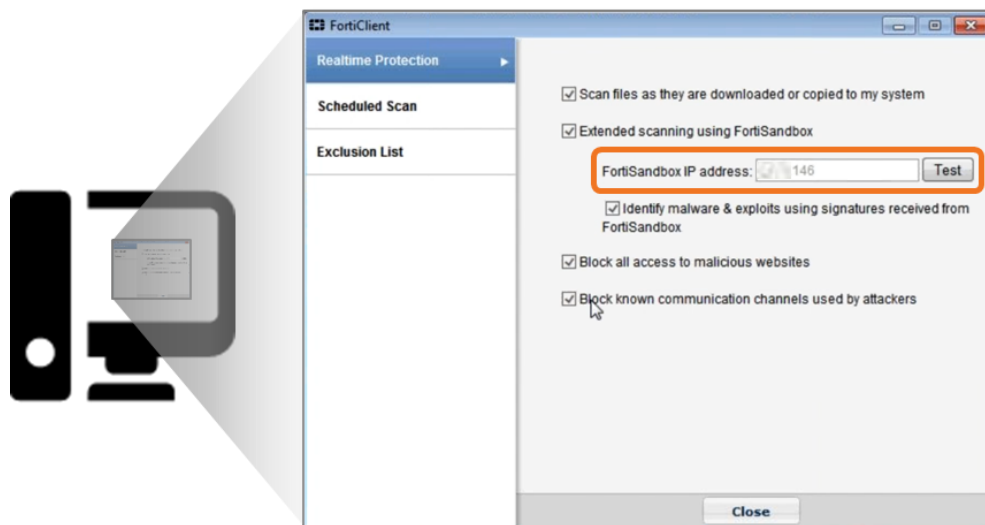 FortiClient
Realtime Protection
Scheduled Scan
Exclusion List
Scan files as they are downloaded or copied to my system
Extended scanning using FortiSandbox
FortiSandbox IP address: 146 Test
Identify malware & exploits using signatures received from
FortiSandbox
Block all access to malicious websites
Block known communication channels used by attackers
Close